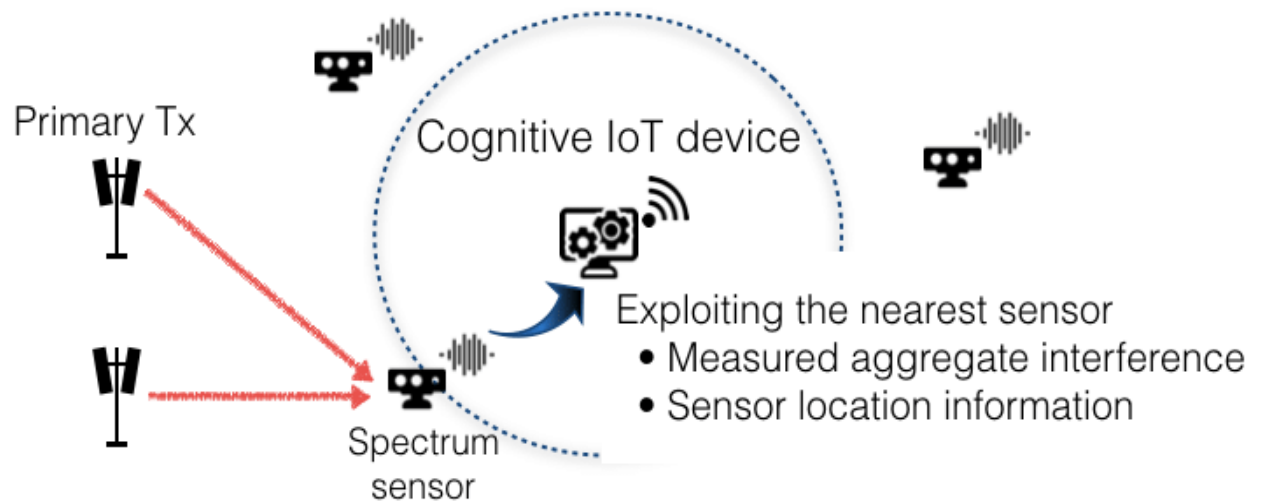 Primary Tx
Cognitive IoT device
Exploiting the nearest sensor
• Measured aggregate interference
• Sensor location information
Spectrum
sensor